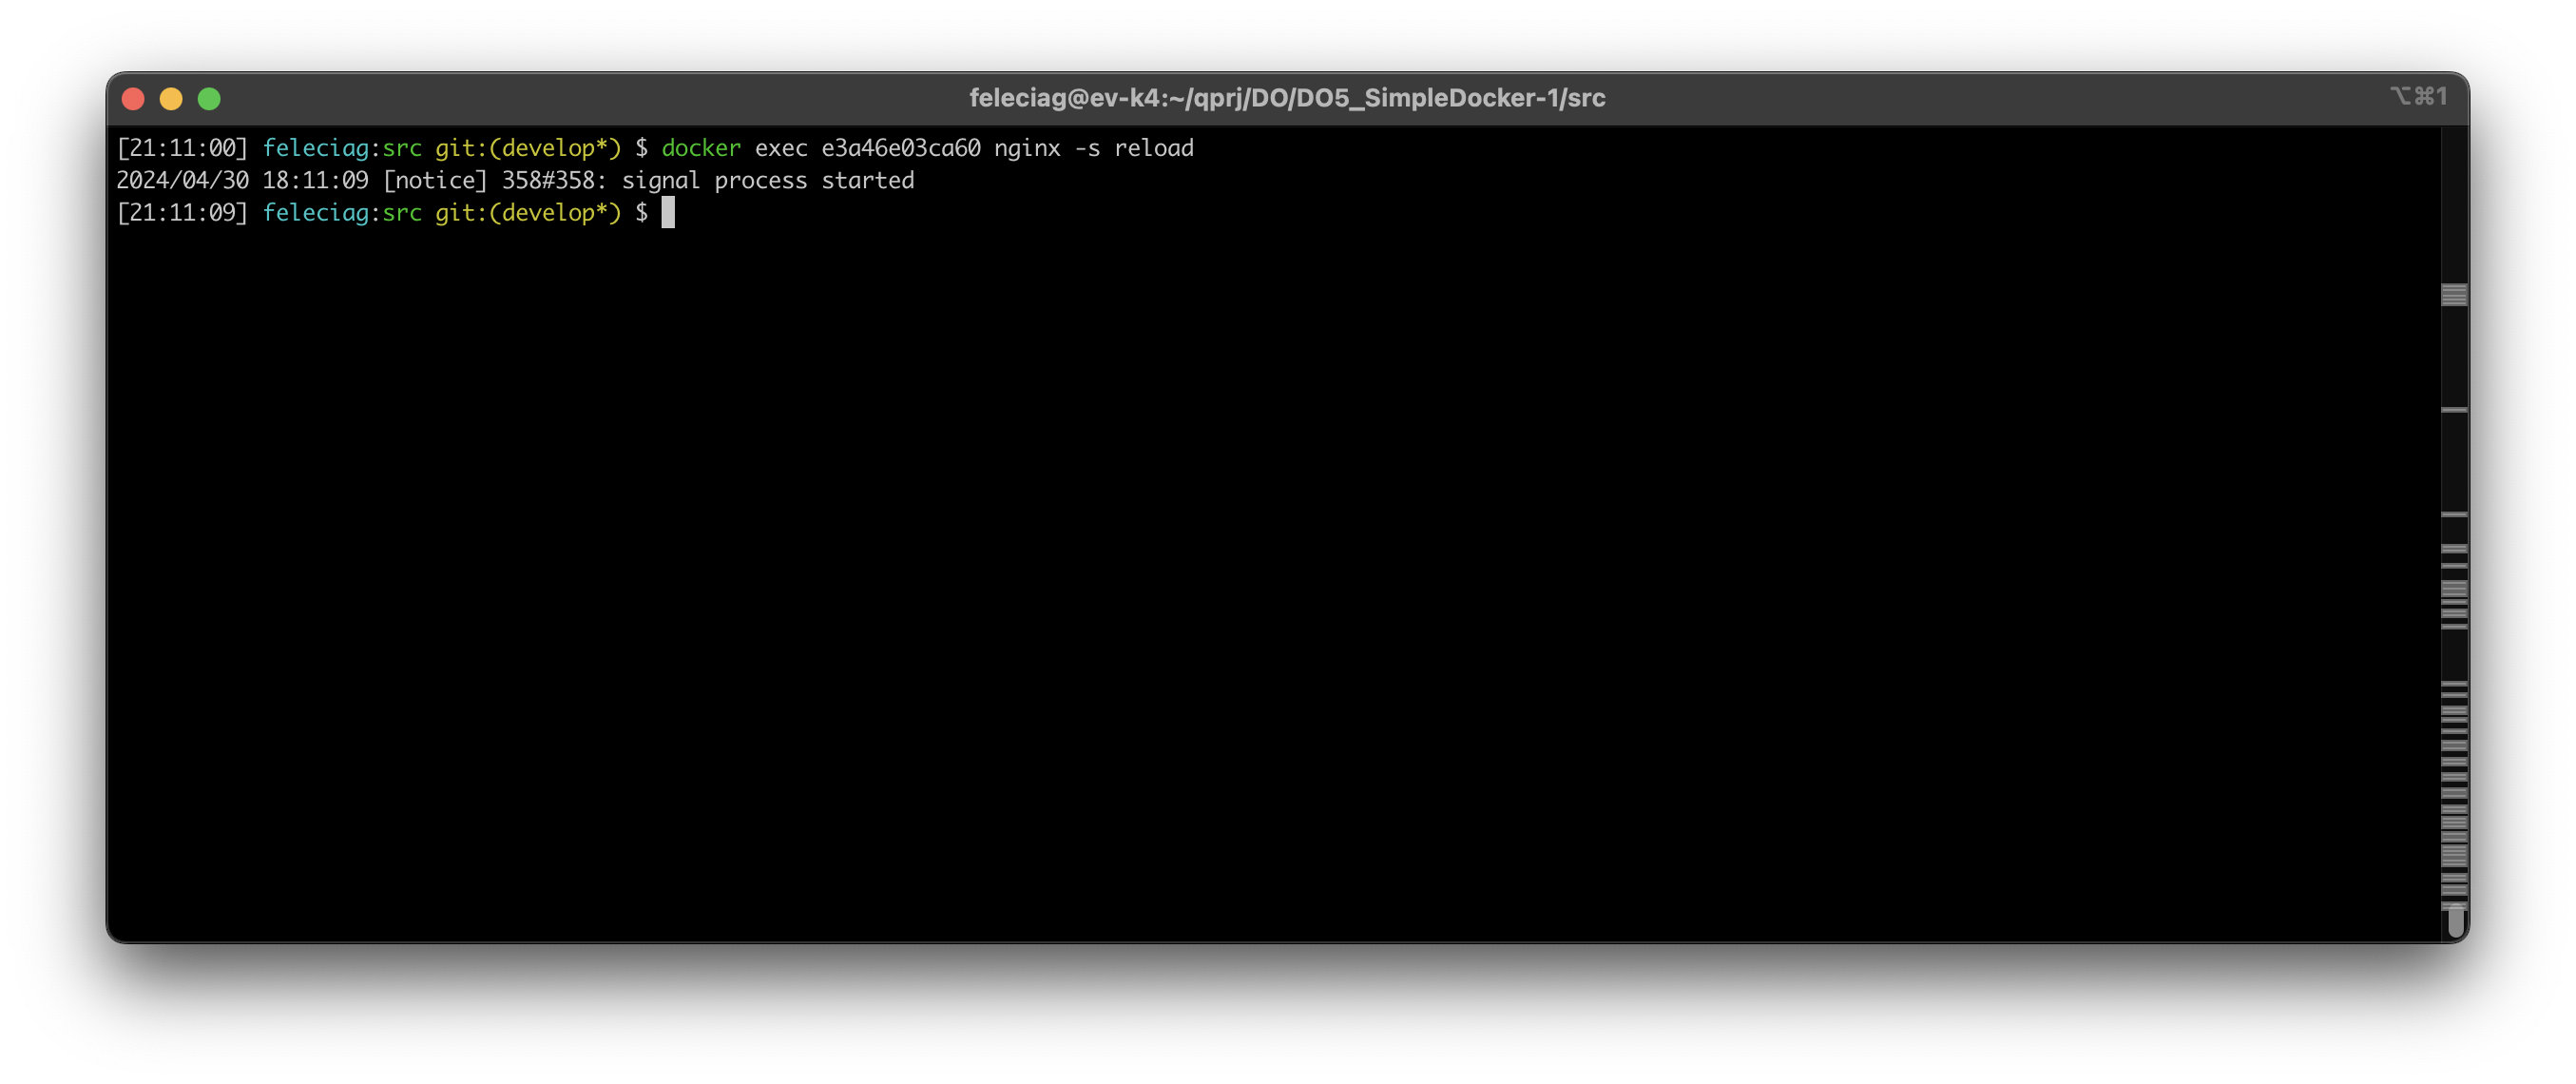 feleciag@ev-k4:~/qprj/DO/DO5_SimpleDocker-1/src
⌥⌘1
[21:11:00] feleciag:src git:(develop*) $ docker exec e3a46e03ca60 nginx -s reload
2024/04/30 18:11:09 [notice] 358#358: signal process started
[21:11:09] feleciag:src git:(develop*) $